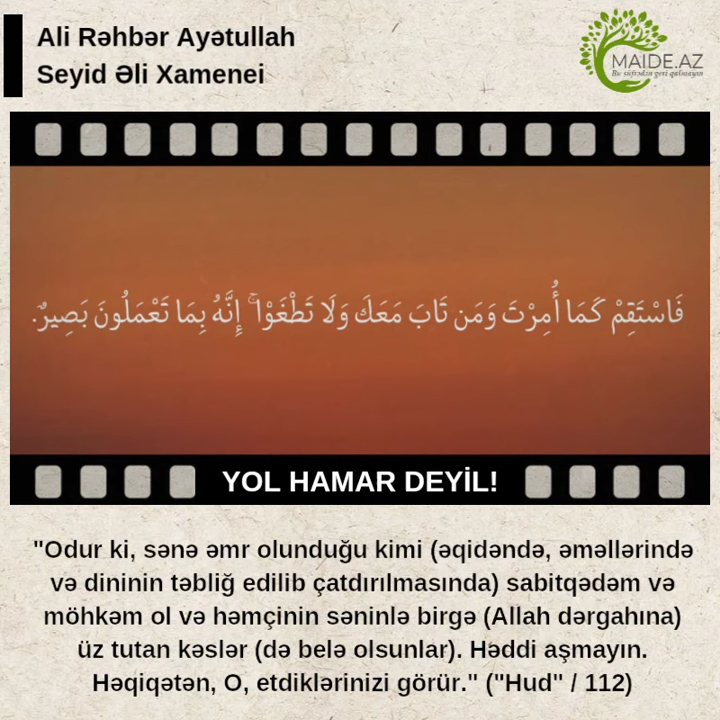 Ali Rəhbər Ayətullah
Seyid Əli Xamenei
MAIDE.AZ
Bu süfrədən geri qalmayın
فَاسْتَقِمْ كَمَا أُمِرْتَ وَمَن تَابَ مَعَكَ وَلَا تَطْغَوْا ۚ إِنَّهُ بِمَا تَعْمَلُونَ بَصِيرٌ.
YOL HAMAR DEYİL!
"Odur ki, sənə əmr olunduğu kimi (əqidəndə, əməllərində
və dininin təbliğ edilib çatdırılmasında) sabitqədəm və
möhkəm ol və həmçinin səninlə birgə (Allah dərgahına)
üz tutan kəslər (də belə olsunlar). Həddi aşmayın.
Həqiqətən, O, etdiklərinizi görür." ("Hud" / 112)